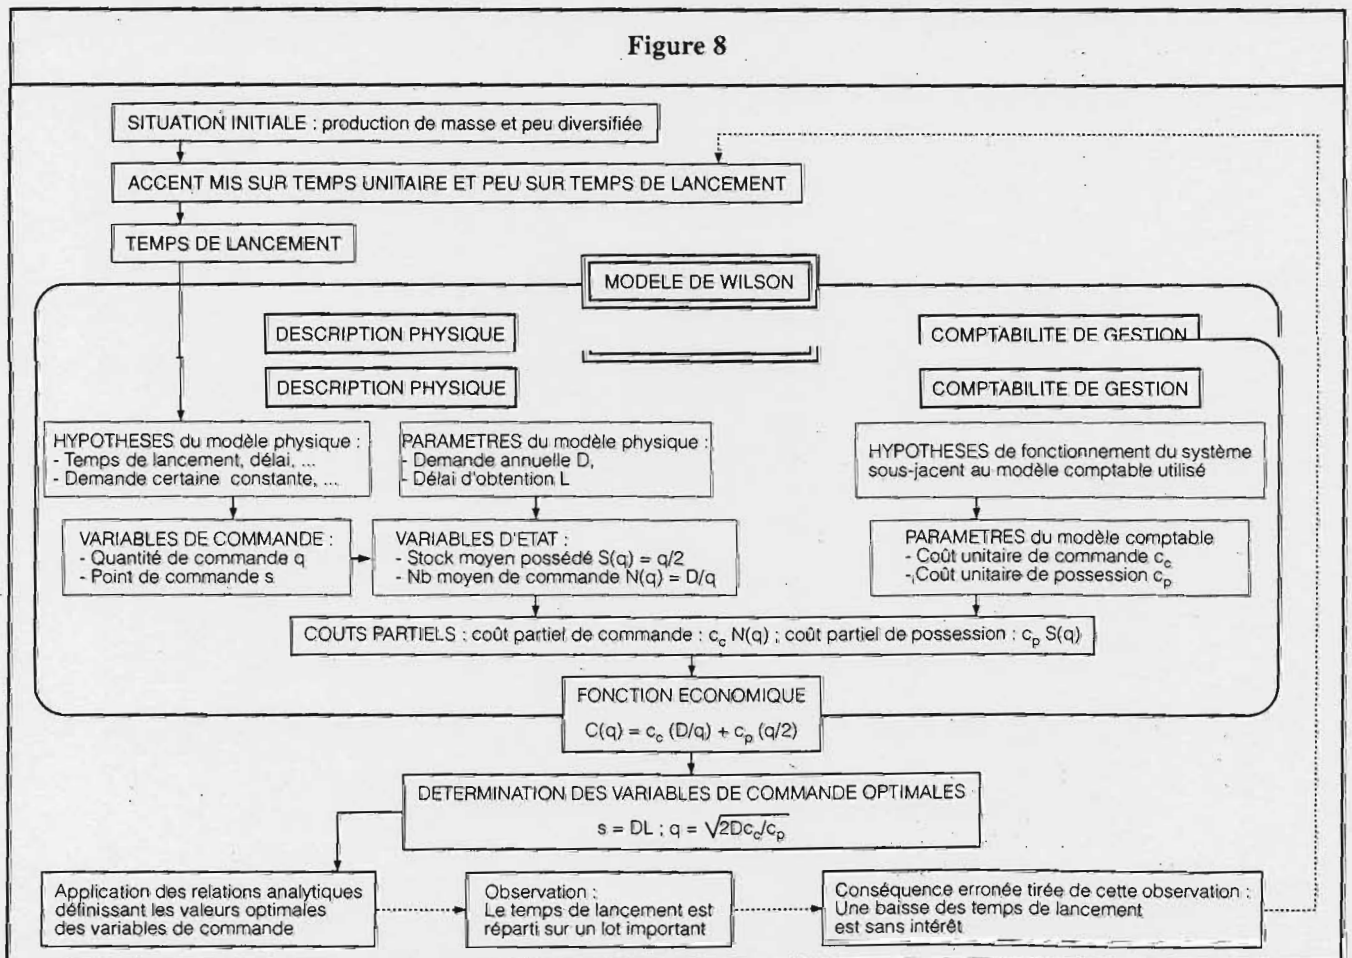 Figure 8
SITUATION INITIALE : production de masse et peu diversifiée
ACCENT MIS SUR TEMPS UNITAIRE ET PEU SUR TEMPS DE LANCEMENT
TEMPS DE LANCEMENT
MODELE DE WILSON
DESCRIPTION PHYSIQUE
COMPTABILITE DE GESTION
DESCRIPTION PHYSIQUE
COMPTABILITE DE GESTION
HYPOTHESES du modèle physique :
- Temps de lancement, délai, ...
- Demande certaine constante, ...
PARAMETRES du modèle physique :
- Demande annuelle D,
- Délai d'obtention L
HYPOTHESES de fonctionnement du système
sous-jacent au modèle comptable utilisé
VARIABLES DE COMMANDE :
- Quantité de commande q
- Point de commande s
VARIABLES D'ETAT :
- Stock moyen possédé S(q) = q/2
- Nb moyen de commande N(q) = D/q
PARAMETRES du modèle comptable
- Coût unitaire de commande c_c
- Coût unitaire de possession c_p
COUTS PARTIELS : coût partiel de commande : c_c N(q) ; coût partiel de possession : c_p S(q)
FONCTION ECONOMIQUE
C(q) = c_c (D/q) + c_p (q/2)
DETERMINATION DES VARIABLES DE COMMANDE OPTIMALES
s = DL ; q = √2Dc_c/c_p
Application des relations analytiques
définissant les valeurs optimales
des variables de commande
Observation :
Le temps de lancement est
réparti sur un lot important
Conséquence erronée tirée de cette observation :
Une baisse des temps de lancement
est sans intérêt